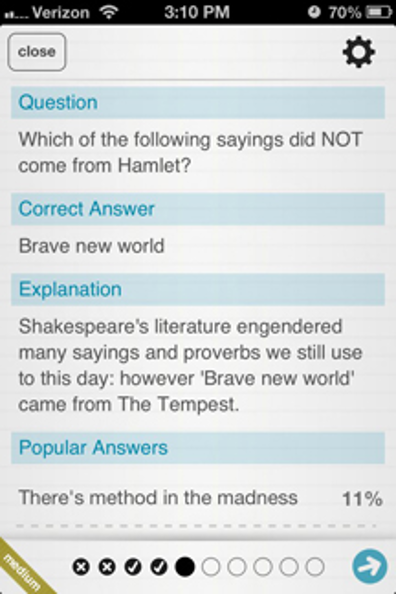 Verizon 3:10 PM 70%
close
Question
Which of the following sayings did NOT
come from Hamlet?
Correct Answer
Brave new world
Explanation
Shakespeare's literature engendered
many sayings and proverbs we still use
to this day: however 'Brave new world'
came from The Tempest.
Popular Answers
There's method in the madness 11%
medium